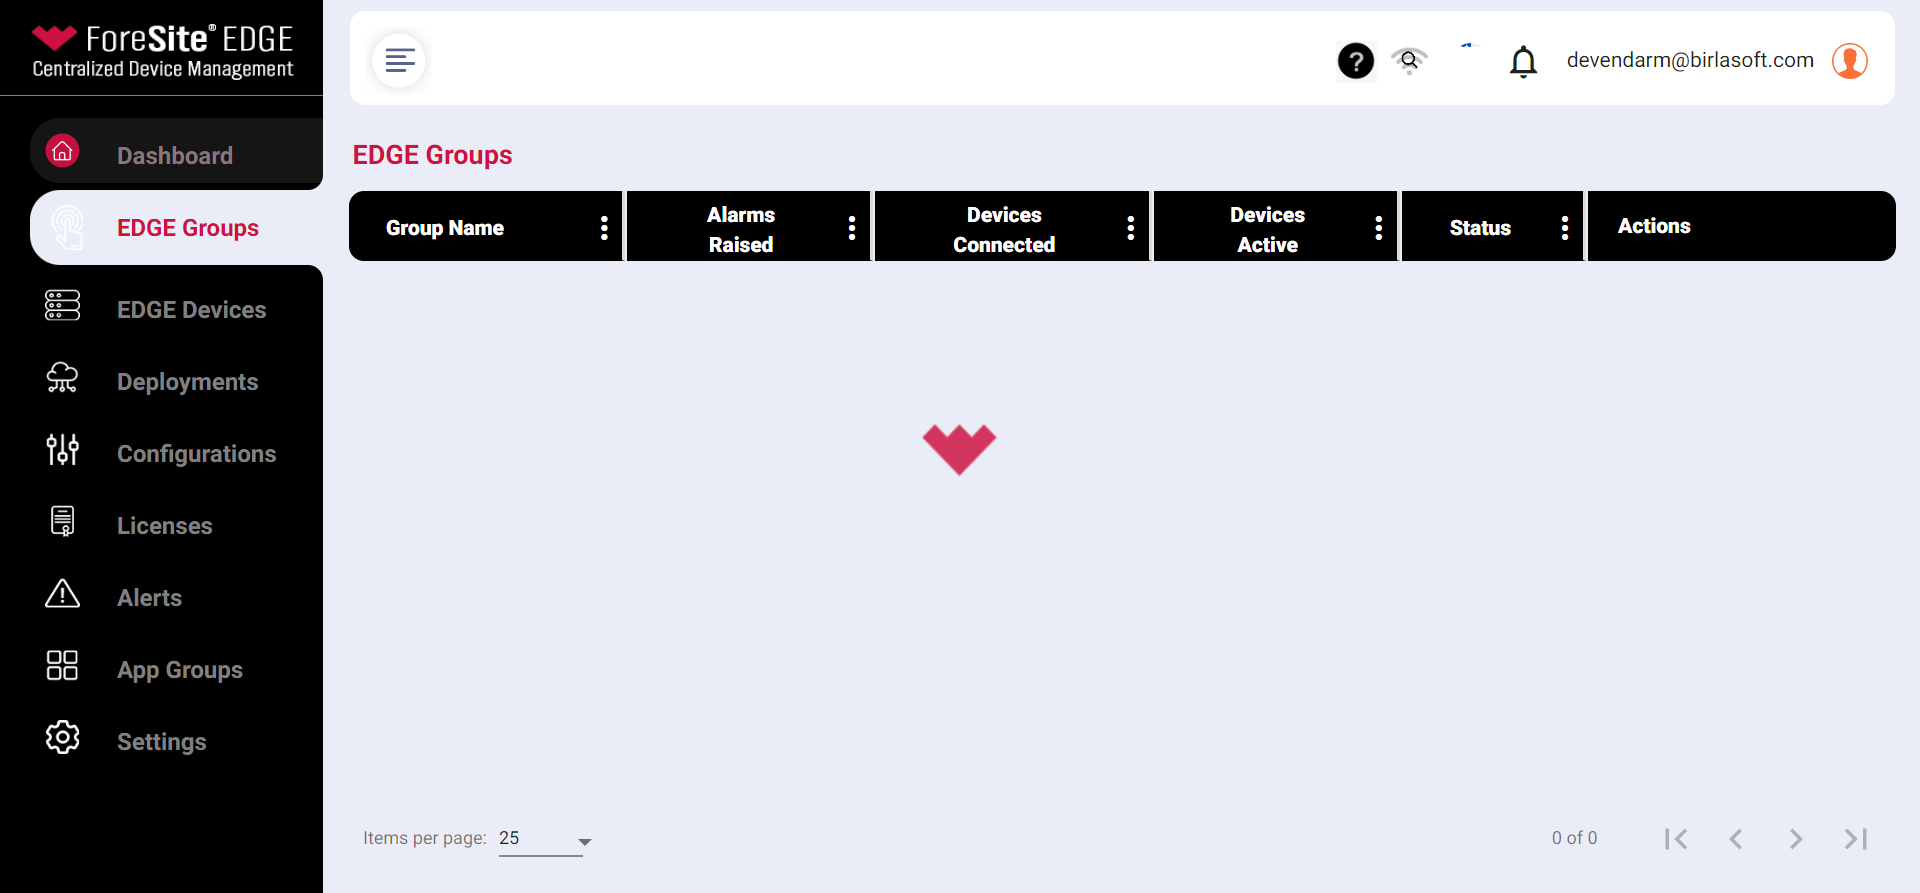 ForeSite® EDGE
Centralized Device Management
Dashboard
EDGE Groups
EDGE Devices
Deployments
Configurations
Licenses
Alerts
App Groups
Settings
?
devendarm@birlasoft.com
EDGE Groups
Group Name
Alarms
Raised
Devices
Connected
Devices
Active
Status
Actions
Items per page: 25
0 of 0